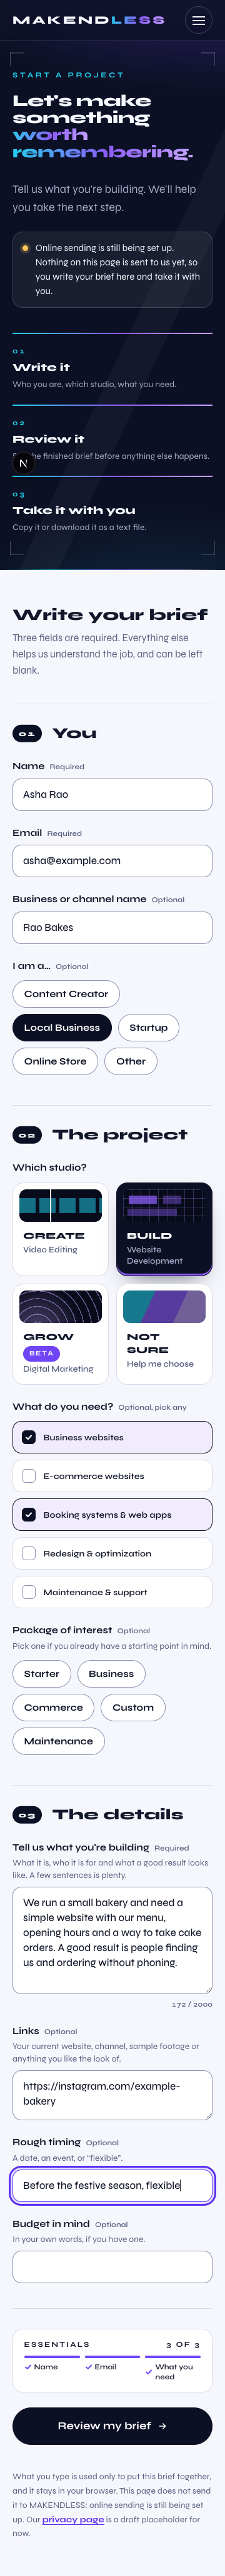 MAKENDLESS
START A PROJECT
Let's make
something
worth
remembering.
Tell us what you're building. We'll help
you take the next step.
Online sending is still being set up.
Nothing on this page is sent to us yet, so
you write your brief here and take it with
you.
01
Write it
Who you are, which studio, what you need.
02
Review it
N
e finished brief before anything else happens.
03
Take it with you
Copy it or download it as a text file.
Write your brief
Three fields are required. Everything else
helps us understand the job, and can be left
blank.
01 You
Name Required
Asha Rao
Email Required
asha@example.com
Business or channel name Optional
Rao Bakes
I am a... Optional
Content Creator
Local Business Startup
Online Store Other
02 The project
Which studio?
CREATE
Video Editing
BUILD
Website
Development
GROW
BETA
Digital Marketing
NOT
SURE
Help me choose
What do you need? Optional, pick any
Business websites
E-commerce websites
Booking systems & web apps
Redesign & optimization
Maintenance & support
Package of interest Optional
Pick one if you already have a starting point in mind.
Starter Business
Commerce Custom
Maintenance
03 The details
Tell us what you're building Required
What it is, who it is for and what a good result looks
like. A few sentences is plenty.
We run a small bakery and need a
simple website with our menu,
opening hours and a way to take cake
orders. A good result is people finding
us and ordering without phoning.
172 / 2000
Links Optional
Your current website, channel, sample footage or
anything you like the look of.
https://instagram.com/example-
bakery
Rough timing Optional
A date, an event, or "flexible".
Before the festive season, flexible
Budget in mind Optional
In your own words, if you have one.
ESSENTIALS 3 OF 3
Name Email What you
need
Review my brief →
What you type is used only to put this brief together,
and it stays in your browser. This page does not send
it to MAKENDLESS: online sending is still being set
up. Our privacy page is a draft placeholder for
now.